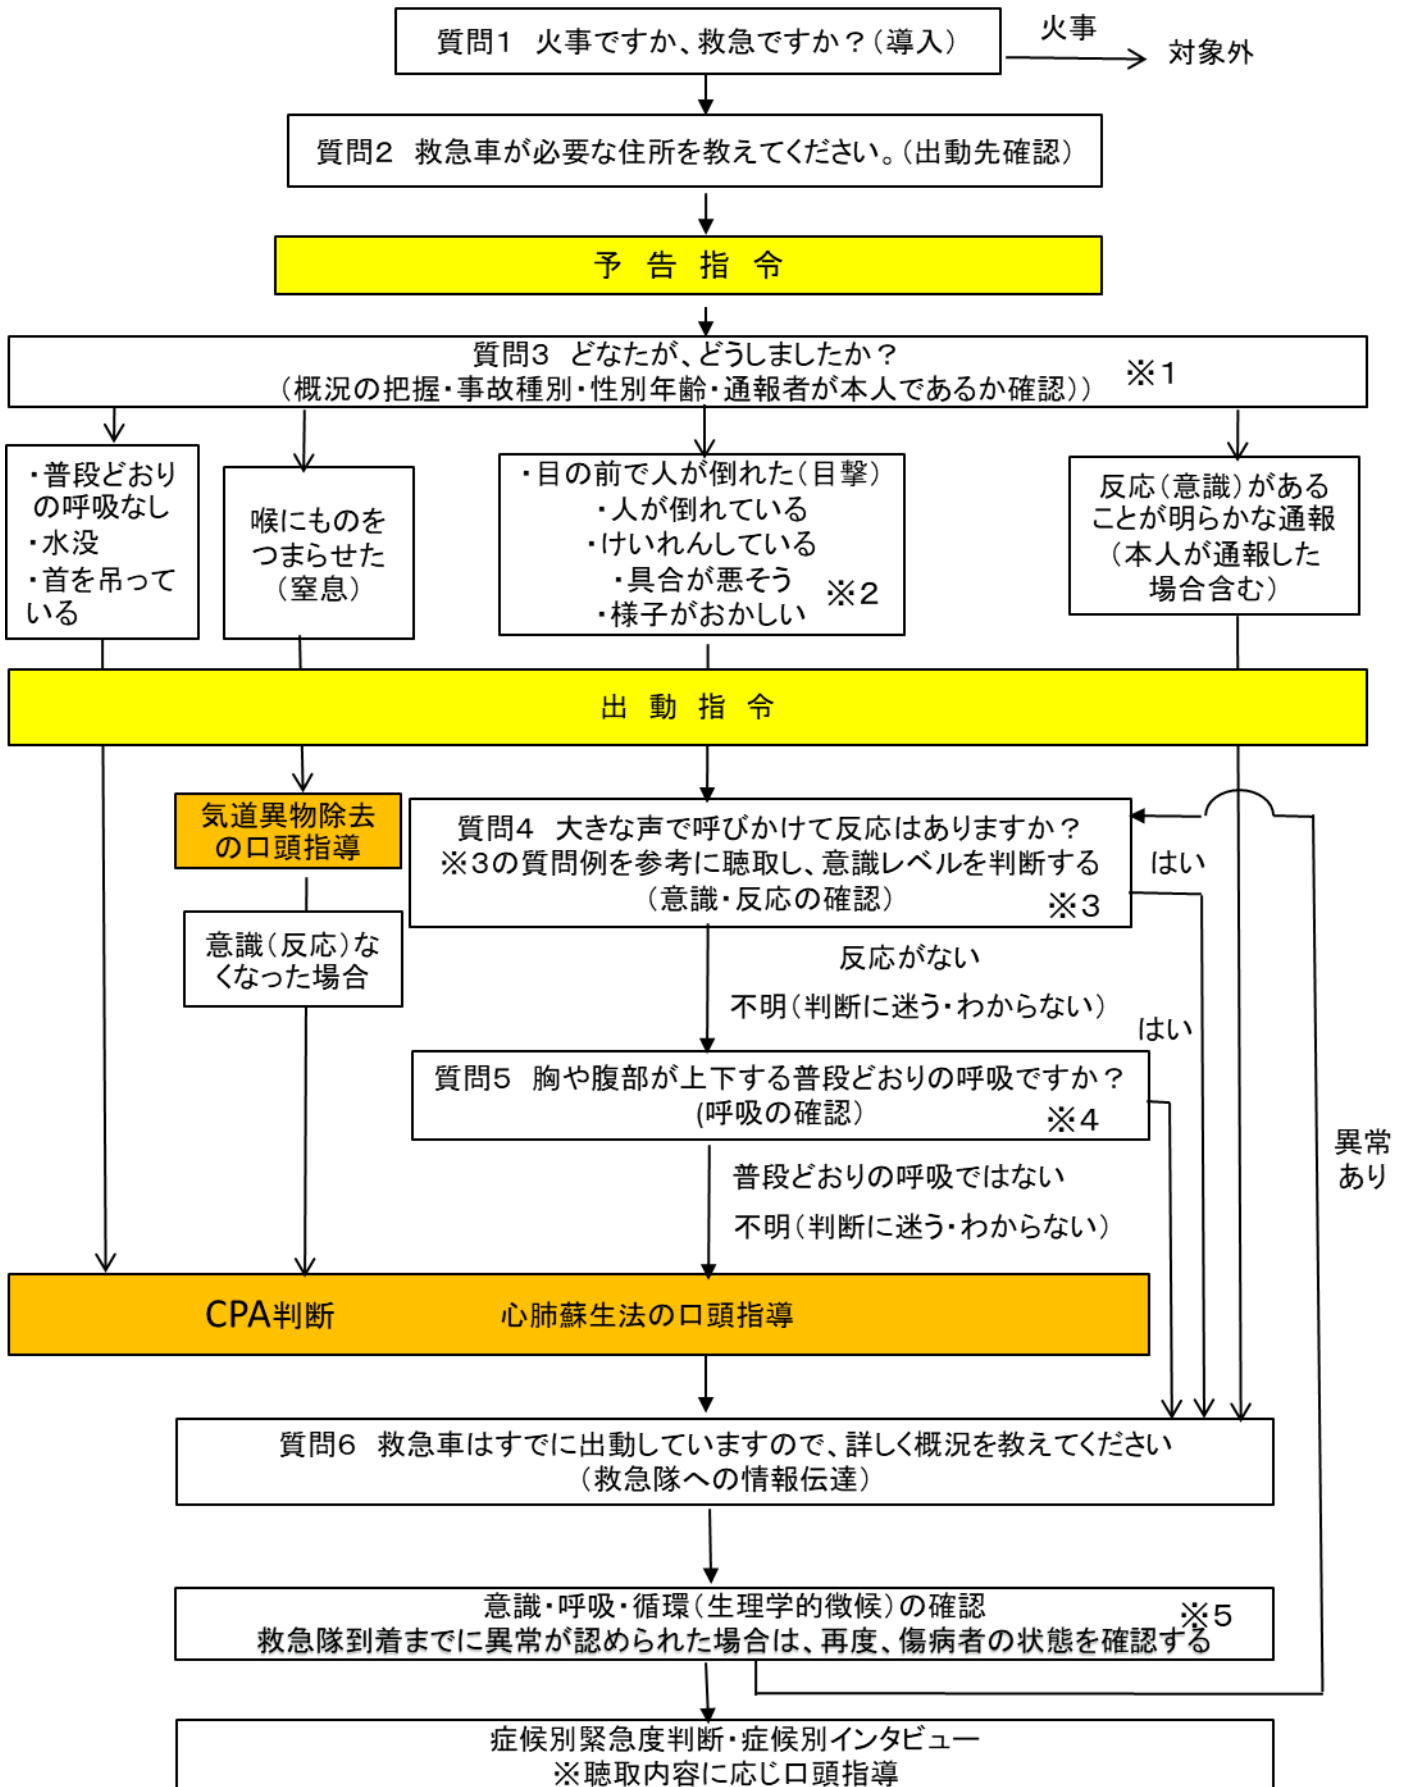 質問1 火事ですか、救急ですか？(導入)
火事
対象外
質問2 救急車が必要な住所を教えてください。(出動先確認)
予 告 指 令
質問3 どなたが、どうしましたか？
(概況の把握・事故種別・性別年齢・通報者が本人であるか確認))
※1
・普段どおり
の呼吸なし
・水没
・首を吊って
いる
喉にものを
つまらせた
(窒息)
・目の前で人が倒れた(目撃)
・人が倒れている
・けいれんしている
・具合が悪そう
・様子がおかしい
※2
反応(意識)がある
ことが明らかな通報
(本人が通報した
場合含む)
出 動 指 令
気道異物除去
の口頭指導
意識(反応)な
くなった場合
質問4 大きな声で呼びかけて反応はありますか？
※3の質問例を参考に聴取し、意識レベルを判断する
(意識・反応の確認)
※3
はい
反応がない
不明(判断に迷う・わからない)
はい
質問5 胸や腹部が上下する普段どおりの呼吸ですか？
(呼吸の確認)
※4
異常
あり
普段どおりの呼吸ではない
不明(判断に迷う・わからない)
CPA判断 心肺蘇生法の口頭指導
質問6 救急車はすでに出動していますので、詳しく概況を教えてください
(救急隊への情報伝達)
意識・呼吸・循環(生理学的徴候)の確認
※5
救急隊到着までに異常が認められた場合は、再度、傷病者の状態を確認する
症候別緊急度判断・症候別インタビュー
※聴取内容に応じ口頭指導